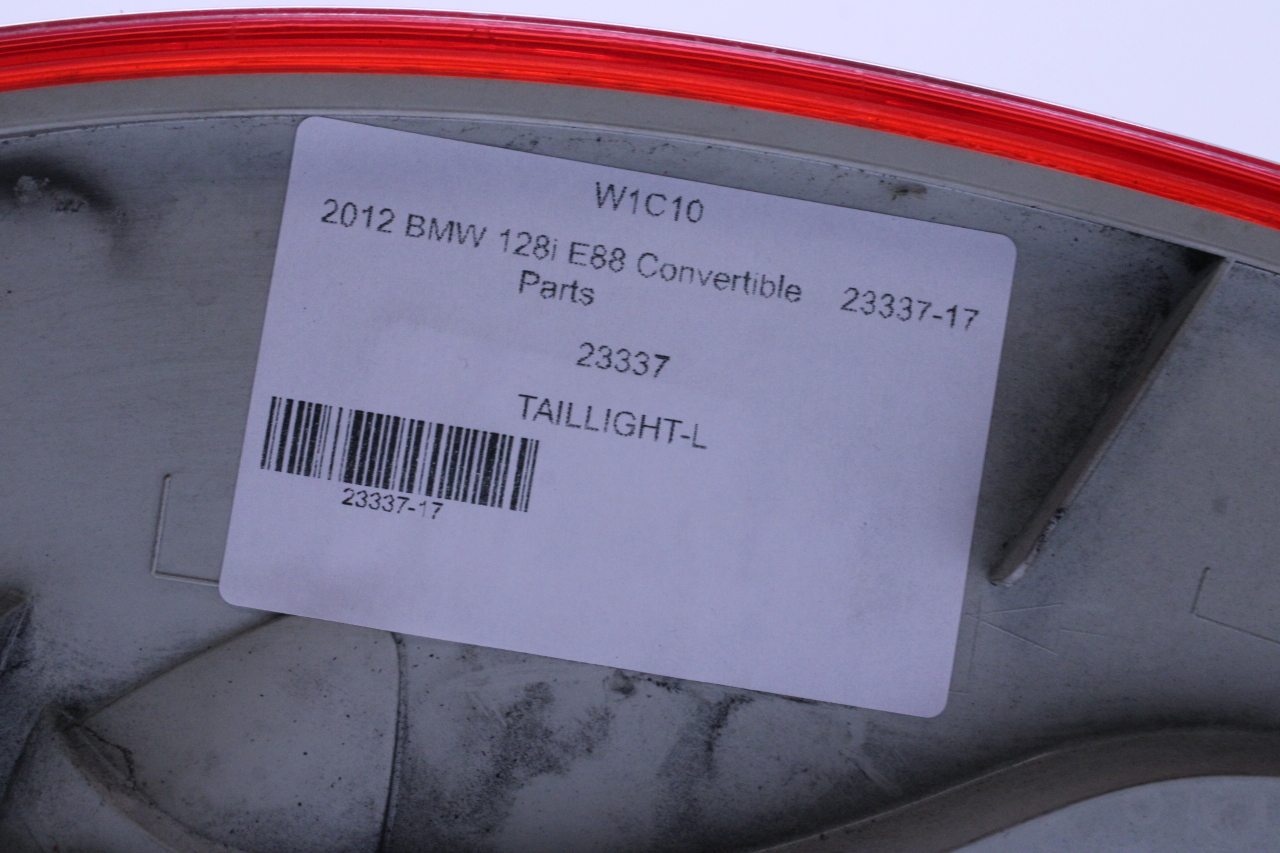 W1C10
2012 BMW 128i E88 Convertible 23337-17
Parts
23337
TAILLIGHT-L
23337-17